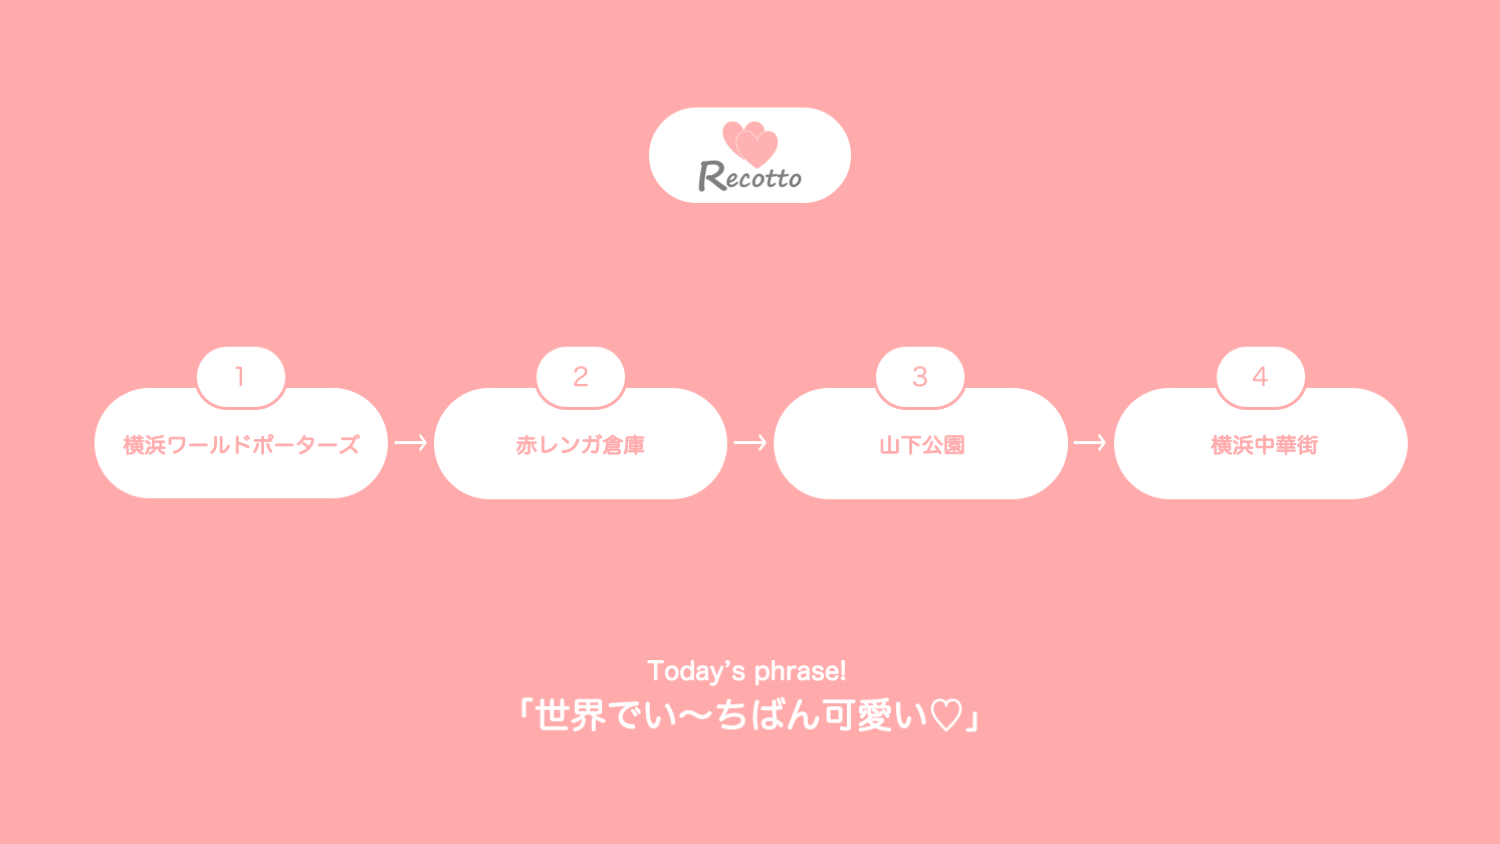 Recotto
1
横浜ワールドポーターズ
→
2
赤レンガ倉庫
→
3
山下公園
→
4
横浜中華街
Today's phrase!
「世界でい〜ちばん可愛い♡」